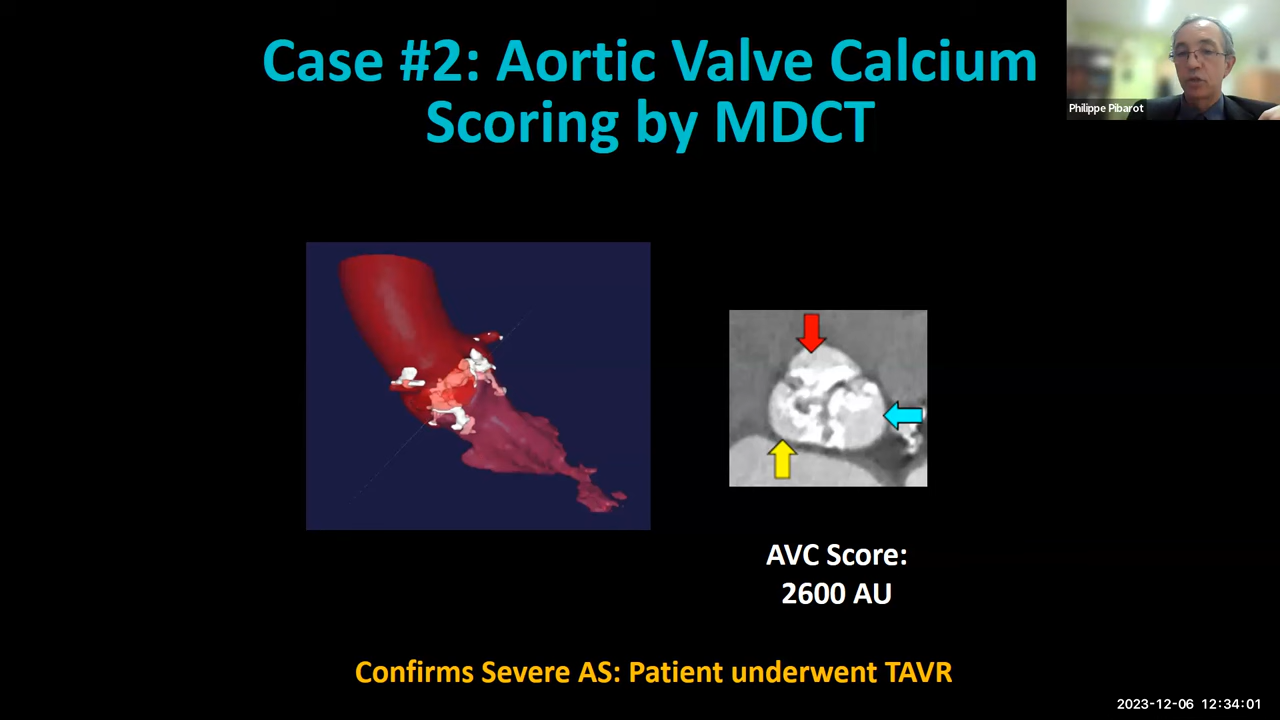 Case #2: Aortic Valve Calcium
Scoring by MDCT
Philippe Pibarot
AVC Score:
2600 AU
Confirms Severe AS: Patient underwent TAVR
2023-12-06 12:34:01